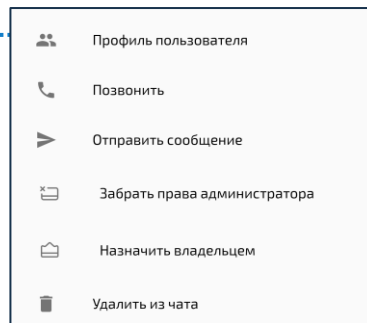 Профиль пользователя
Позвонить
Отправить сообщение
Забрать права администратора
Назначить владельцем
Удалить из чата